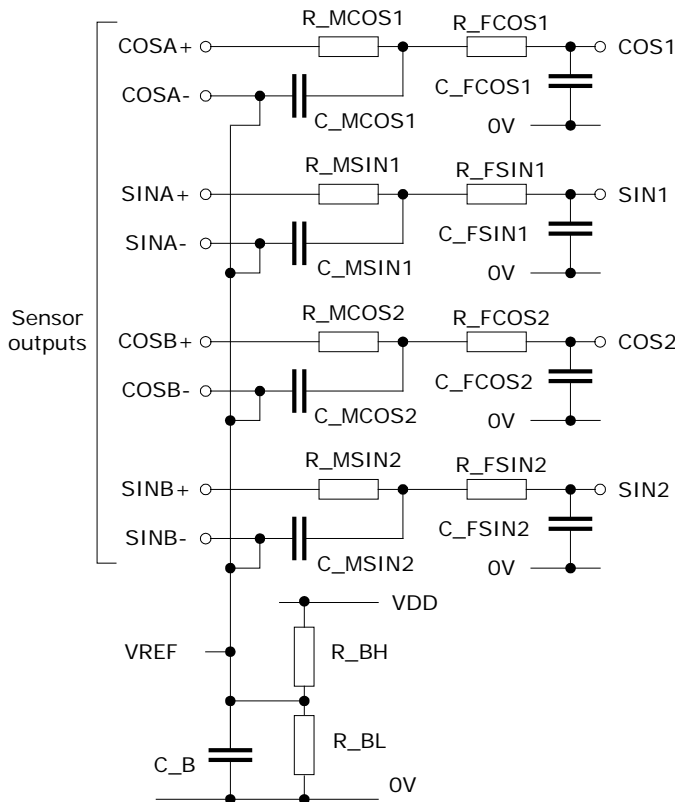 R_MCOS1
R_FCOS1
COSA+
COS1
COSA-
C_FCOS1
C_MCOS1
0V
R_MSIN1
R_FSIN1
SINA+
SIN1
SINA-
C_FSIN1
C_MSIN1
0V
Sensor
outputs
R_MCOS2
R_FCOS2
COSB+
COS2
COSB-
C_FCOS2
C_MCOS2
0V
R_MSIN2
R_FSIN2
SINB+
SIN2
SINB-
C_FSIN2
C_MSIN2
0V
VDD
VREF
R_BH
R_BL
C_B
0V